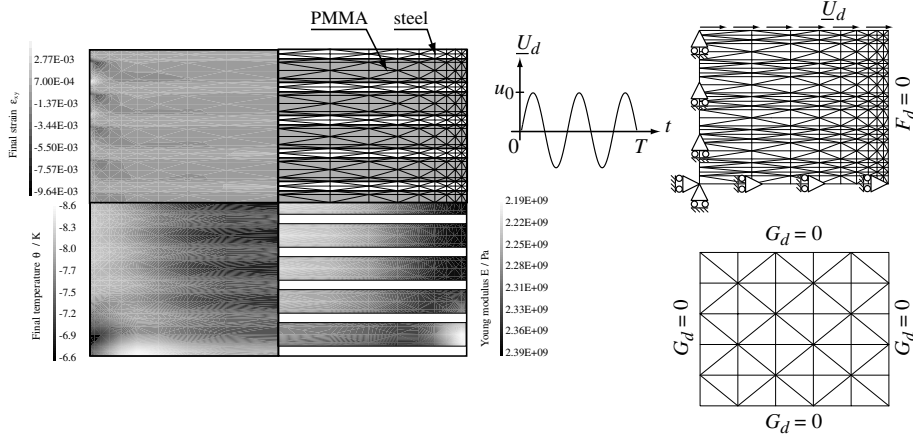 PMMA
steel
Final strain ε_xy
2.77E-03
7.00E-04
-1.37E-03
-3.44E-03
-5.50E-03
-7.57E-03
-9.64E-03
Final temperature θ / K
-8.6
-8.3
-8.0
-7.7
-7.5
-7.2
-6.9
-6.6
Young modulus E / Pa
2.19E+09
2.22E+09
2.25E+09
2.28E+09
2.33E+09
2.36E+09
2.39E+09
U_d
u_0
0
t
T
U_d
F_d = 0
G_d = 0
G_d = 0
G_d = 0
G_d = 0